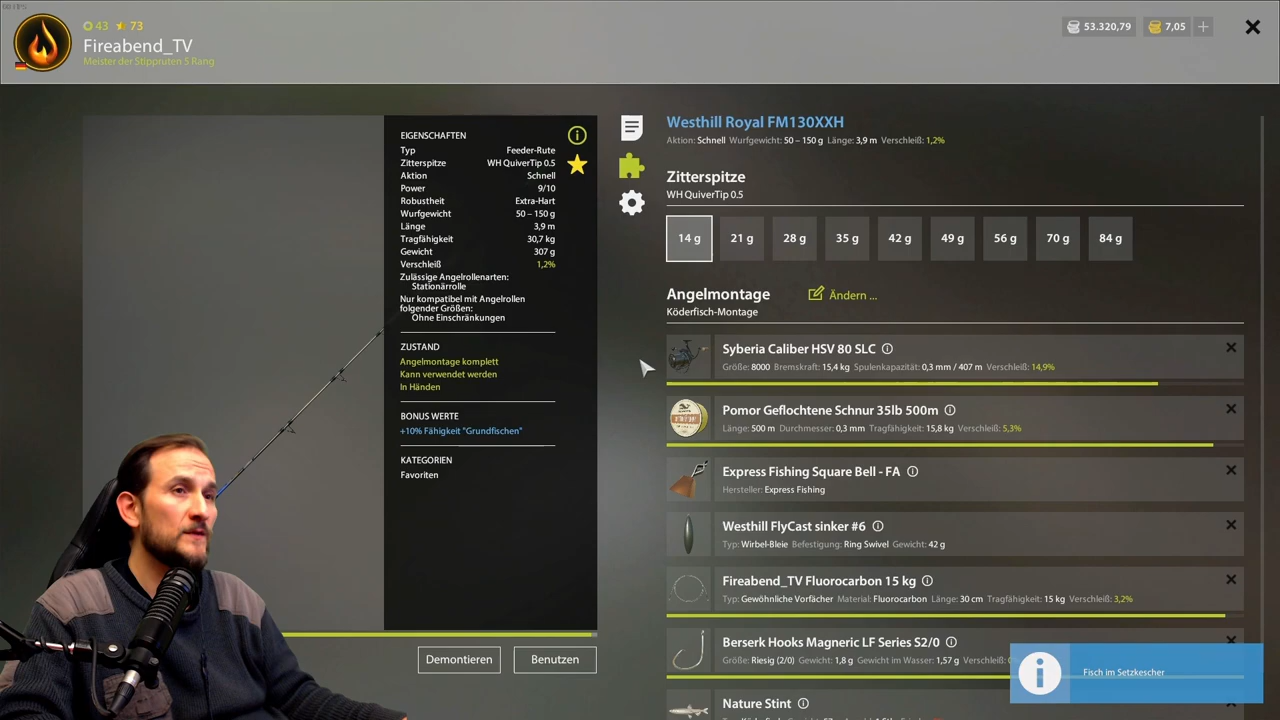 43 73
Fireabend_TV
Meister der Stippruten 5 Rang
53.320,79 7,05
EIGENSCHAFTEN
Typ Feeder-Rute
Zitterspitze WH QuiverTip 0.5
Aktion Schnell
Power 9/10
Robustheit Extra-Hart
Wurfgewicht 50 – 150 g
Länge 3,9 m
Tragfähigkeit 30,7 kg
Gewicht 307 g
Verschleiß 1,2%
Zulässige Angelrollenarten:
Stationärrolle
Nur kompatibel mit Angelrollen
folgender Größen:
Ohne Einschränkungen
ZUSTAND
Angelmontage komplett
Kann verwendet werden
In Händen
BONUS WERTE
+10% Fähigkeit "Grundfischen"
KATEGORIEN
Favoriten
Demontieren Benutzen
Westhill Royal FM130XXH
Aktion: Schnell Wurfgewicht: 50 – 150 g Länge: 3,9 m Verschleiß: 1,2%
Zitterspitze
WH QuiverTip 0.5
14 g 21 g 28 g 35 g 42 g 49 g 56 g 70 g 84 g
Angelmontage Ändern ...
Köderfisch-Montage
Syberia Caliber HSV 80 SLC
Größe: 8000 Bremskraft: 15,4 kg Spulenkapazität: 0,3 mm / 407 m Verschleiß: 14,9%
Pomor Geflochtene Schnur 35lb 500m
Länge: 500 m Durchmesser: 0,3 mm Tragfähigkeit: 15,8 kg Verschleiß: 5,3%
Express Fishing Square Bell - FA
Hersteller: Express Fishing
Westhill FlyCast sinker #6
Typ: Wirbel-Bleie Befestigung: Ring Swivel Gewicht: 42 g
Fireabend_TV Fluorocarbon 15 kg
Typ: Gewöhnliche Vorfächer Material: Fluorocarbon Länge: 30 cm Tragfähigkeit: 15 kg Verschleiß: 3,2%
Berserk Hooks Magneric LF Series S2/0
Größe: Riesig (2/0) Gewicht: 1,8 g Gewicht im Wasser: 1,57 g Verschleiß:
Fisch im Setzkescher
Nature Stint